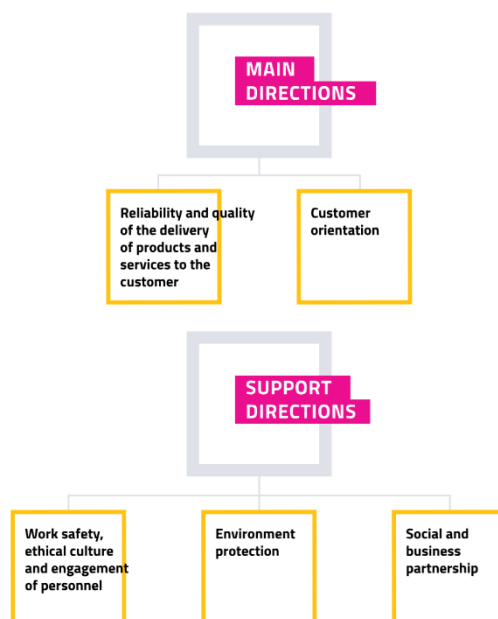 MAIN
DIRECTIONS
Reliability and quality
of the delivery
of products and
services to the
customer
Customer
orientation
SUPPORT
DIRECTIONS
Work safety,
ethical culture
and engagement
of personnel
Environment
protection
Social and
business
partnership